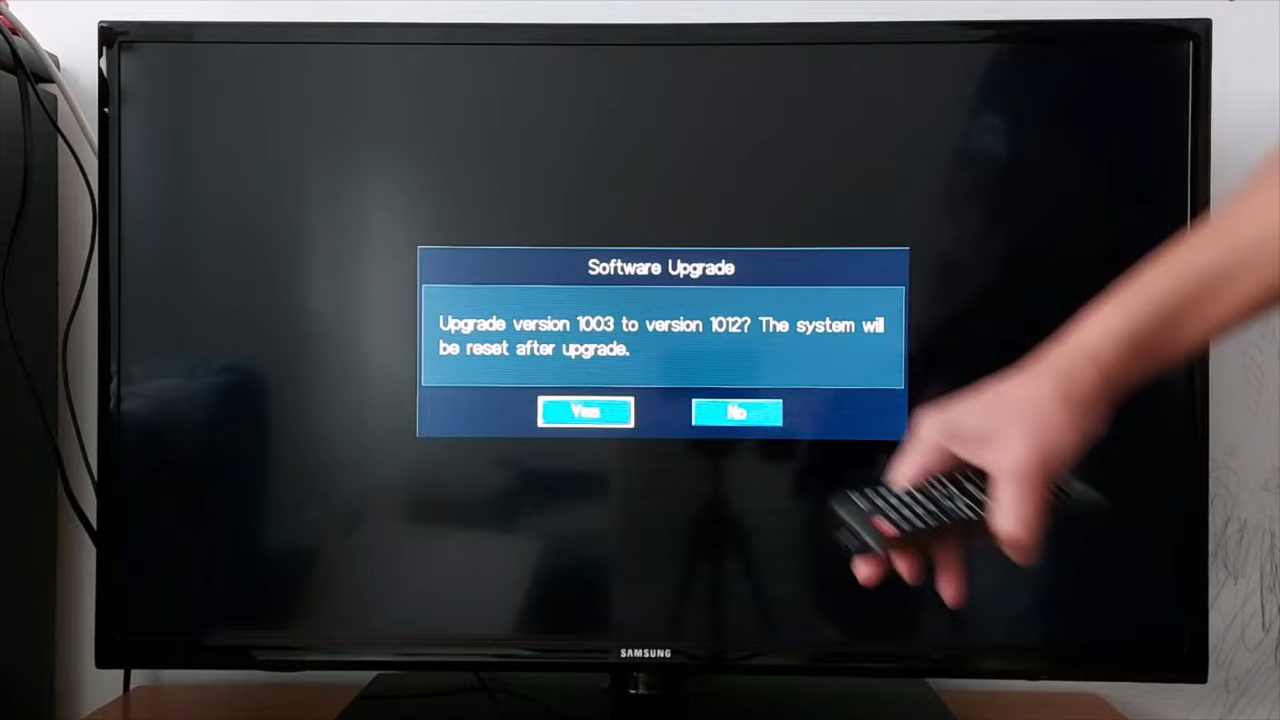 Software Upgrade
Upgrade version 1003 to version 1012? The system will
be reset after upgrade.
Yes
No
SAMSUNG